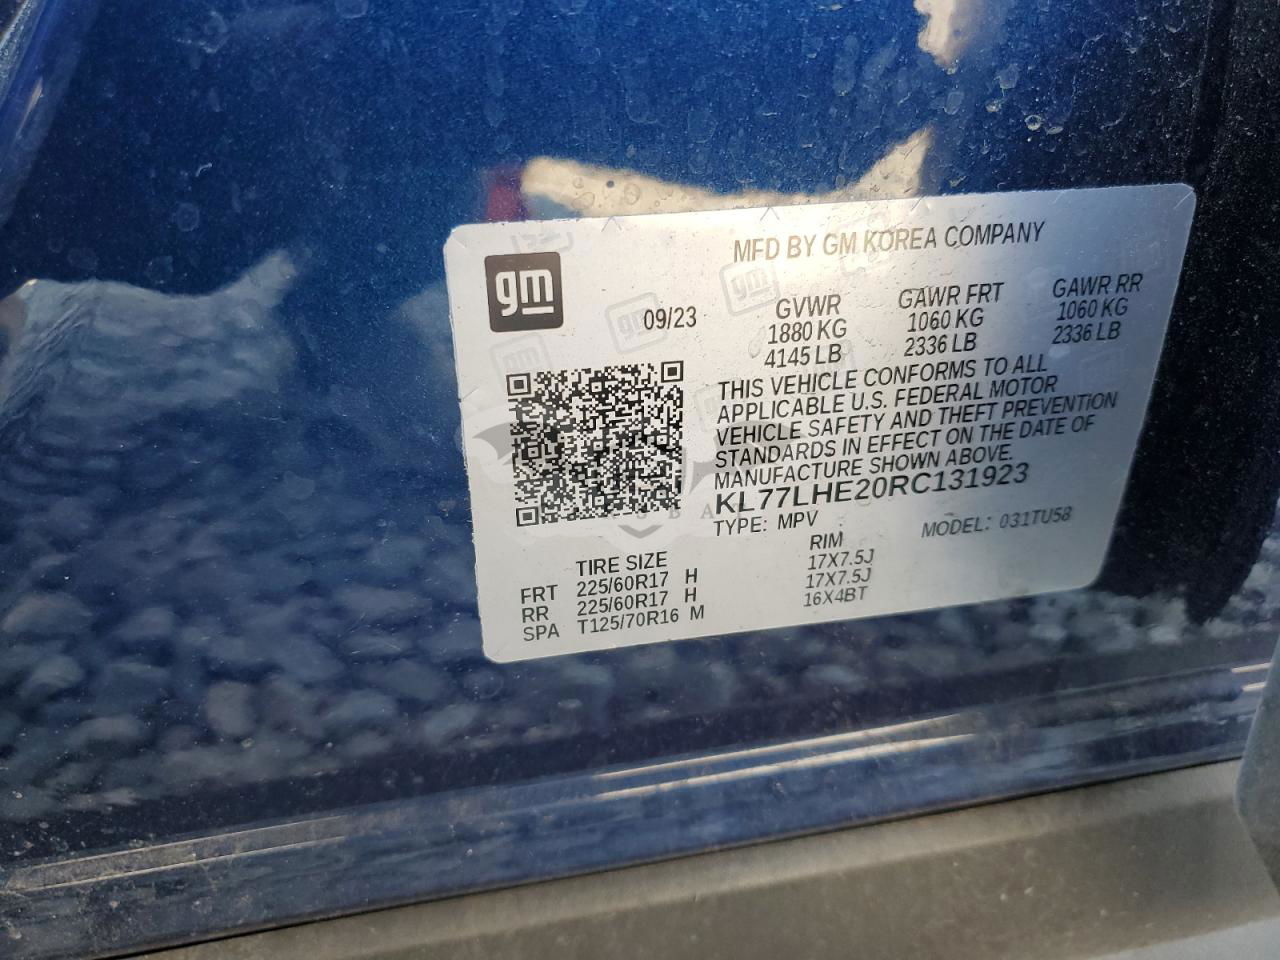 MFD BY GM KOREA COMPANY
gm
09/23
GVWR GAWR FRT GAWR RR
1880 KG 1060 KG 1060 KG
4145 LB 2336 LB 2336 LB
THIS VEHICLE CONFORMS TO ALL
APPLICABLE U.S. FEDERAL MOTOR
VEHICLE SAFETY AND THEFT PREVENTION
STANDARDS IN EFFECT ON THE DATE OF
MANUFACTURE SHOWN ABOVE.
KL77LHE20RC131923
TYPE: MPV MODEL: 031TU58
TIRE SIZE RIM
FRT 225/60R17 H 17X7.5J
RR 225/60R17 H 17X7.5J
SPA T125/70R16 M 16X4BT